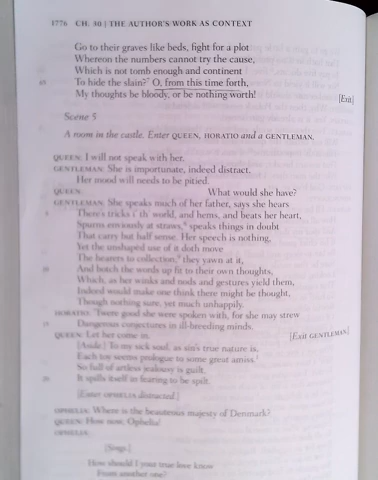 1776 CH. 30 | THE AUTHOR'S WORK AS CONTEXT
Go to their graves like beds, fight for a plot
Whereon the numbers cannot try the cause,
Which is not tomb enough and continent
To hide the slain? O, from this time forth,
My thoughts be bloody, or be nothing worth!
[Exit]
Scene 5
A room in the castle. Enter QUEEN, HORATIO and a GENTLEMAN.
QUEEN: I will not speak with her.
GENTLEMAN: She is importunate, indeed distract.
Her mood will needs to be pitied.
QUEEN: What would she have?
GENTLEMAN: She speaks much of her father, says she hears
There's tricks i' th' world, and hems, and beats her heart,
Spurns enviously at straws, speaks things in doubt
That carry but half sense. Her speech is nothing,
Yet the unshaped use of it doth move
The hearers to collection; they yawn at it,
10 And botch the words up fit to their own thoughts,
Which, as her winks and nods and gestures yield them,
Indeed would make one think there might be thought,
Though nothing sure, yet much unhappily.
HORATIO: 'Twere good she were spoken with, for she may strew
15 Dangerous conjectures in ill-breeding minds.
QUEEN: Let her come in.
[Exit GENTLEMAN]
[Aside] To my sick soul, as sin's true nature is,
Each toy seems prologue to some great amiss.
So full of artless jealousy is guilt,
20 It spills itself in fearing to be spilt.
[Enter OPHELIA distracted.]
OPHELIA: Where is the beauteous majesty of Denmark?
QUEEN: How now, Ophelia!
OPHELIA:
[Sings.]
How should I your true love know
From another one?